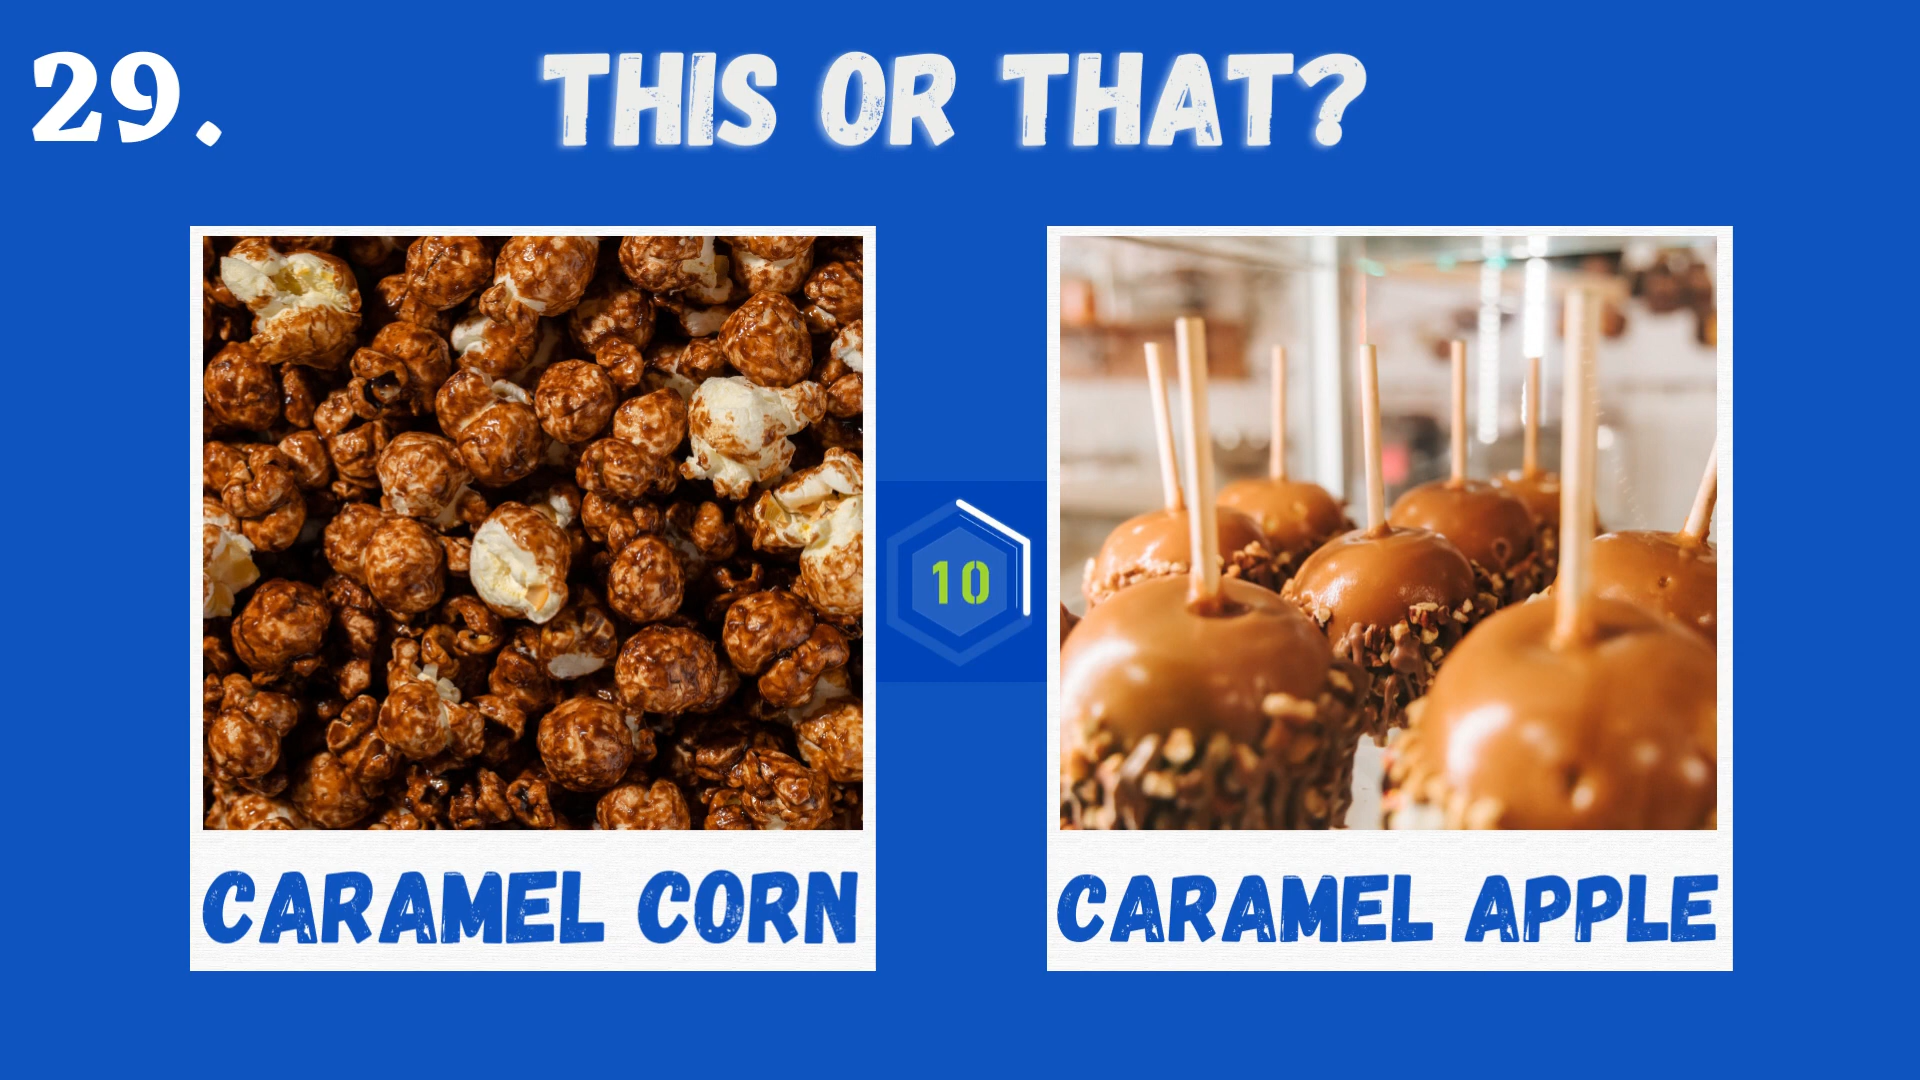 29.
THIS OR THAT?
10
CARAMEL CORN
CARAMEL APPLE